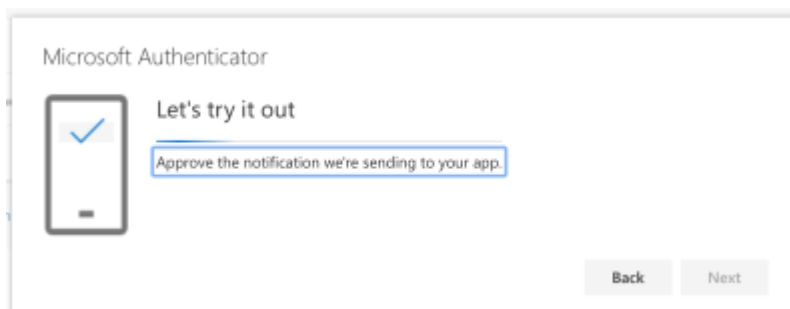 Microsoft Authenticator
Let's try it out
Approve the notification we're sending to your app.
Back Next